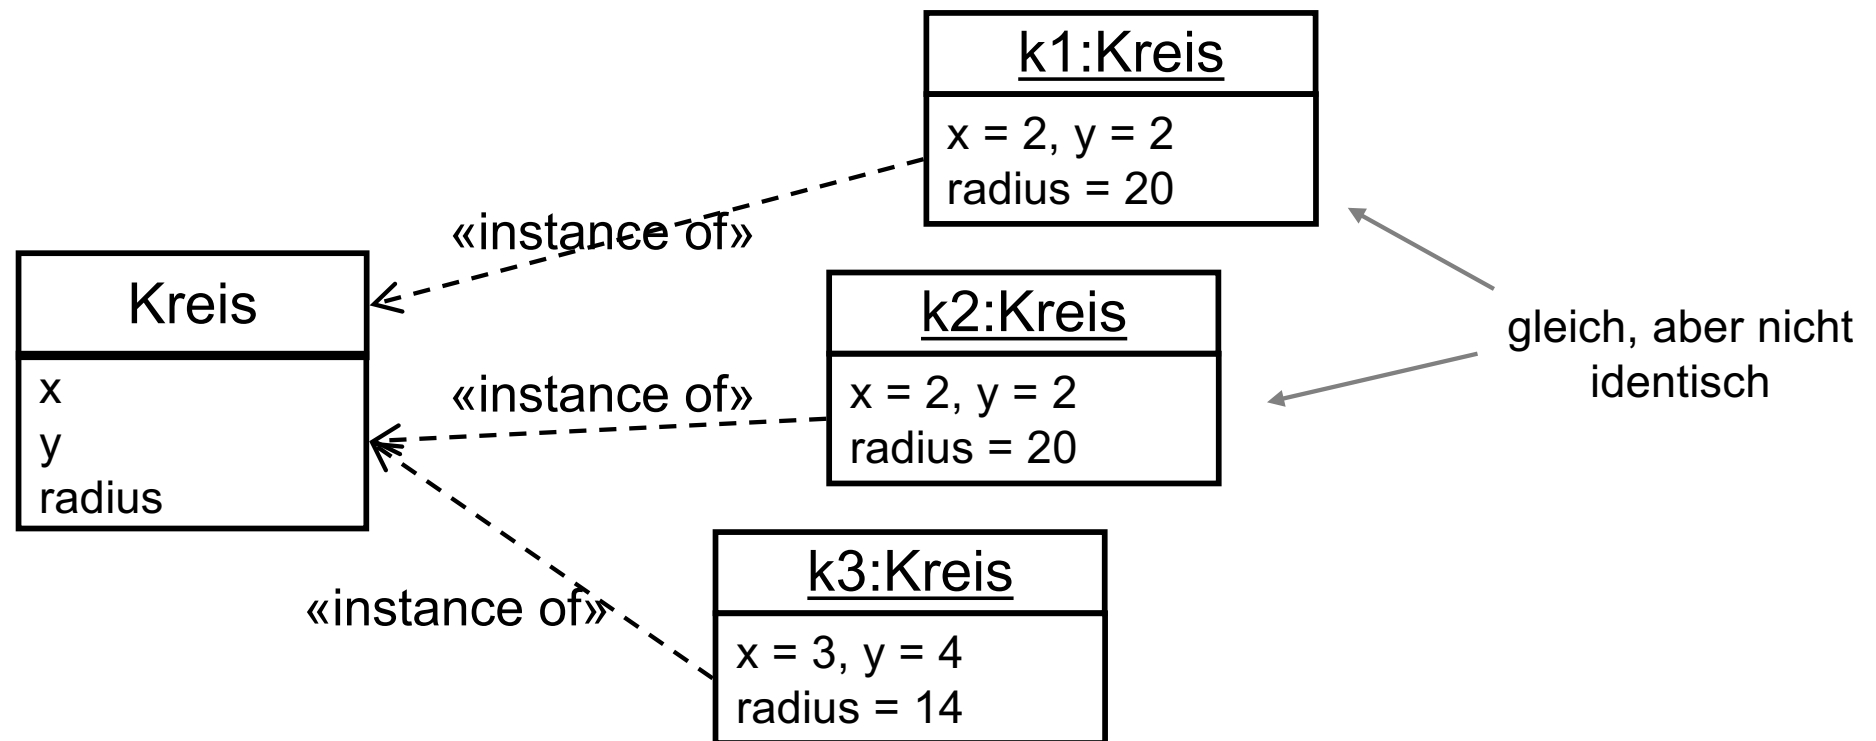 k1:Kreis
x = 2, y = 2
radius = 20
«instance of»
Kreis
x
y
radius
«instance of»
k2:Kreis
x = 2, y = 2
radius = 20
gleich, aber nicht
identisch
«instance of»
k3:Kreis
x = 3, y = 4
radius = 14